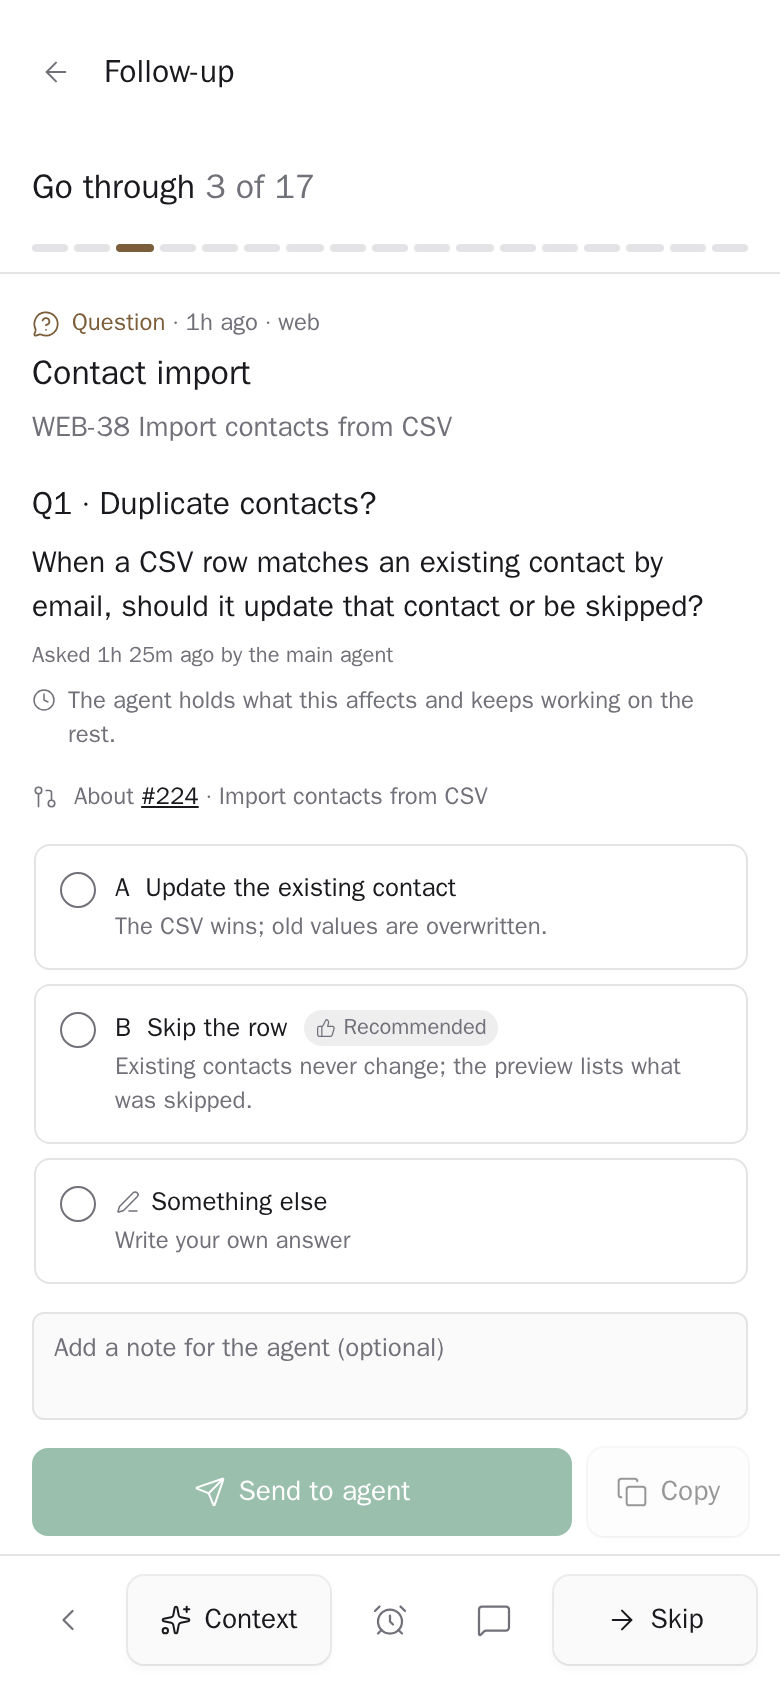 Follow-up
Go through 3 of 17
Question · 1h ago · web
Contact import
WEB-38 Import contacts from CSV
Q1 · Duplicate contacts?
When a CSV row matches an existing contact by
email, should it update that contact or be skipped?
Asked 1h 25m ago by the main agent
The agent holds what this affects and keeps working on the
rest.
About #224 · Import contacts from CSV
A Update the existing contact
The CSV wins; old values are overwritten.
B Skip the row Recommended
Existing contacts never change; the preview lists what
was skipped.
Something else
Write your own answer
Add a note for the agent (optional)
Send to agent Copy
Context Skip